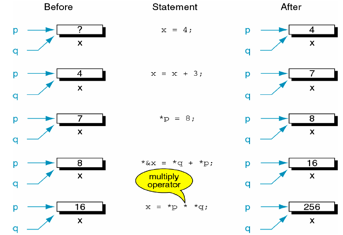 Before Statement After
p ? x = 4; p 4
q x q x
p 4 x = x + 3; p 7
q x q x
p 7 *p = 8; p 8
q x q x
p 8 *&x = *q + *p; p 16
q x q x
multiply
operator
p 16 x = *p * *q; p 256
q x q x